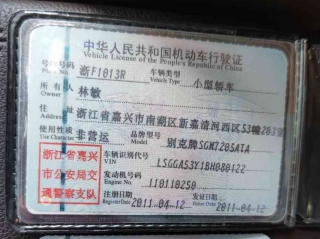 中华人民共和国机动车行驶证
Vehicle License of the People's Republic of China
号牌号码 浙F1013R 车辆类型 小型轿车
Plate No. Vehicle Type
所有人 林敏
Owner
住址 浙江省嘉兴市南湖区新嘉清河西区53幢203室
Address
使用性质 非营运 品牌型号 别克牌SGM7205ATA
Use Character Model
浙江省嘉兴 车辆识别代号 LSGGA53Y1BH080122
VIN
市公安局交 发动机号码 110110250
Engine No.
通警察支队 注册日期 2011-04-12 发证日期 2011-04-12
Register Date Issue Date